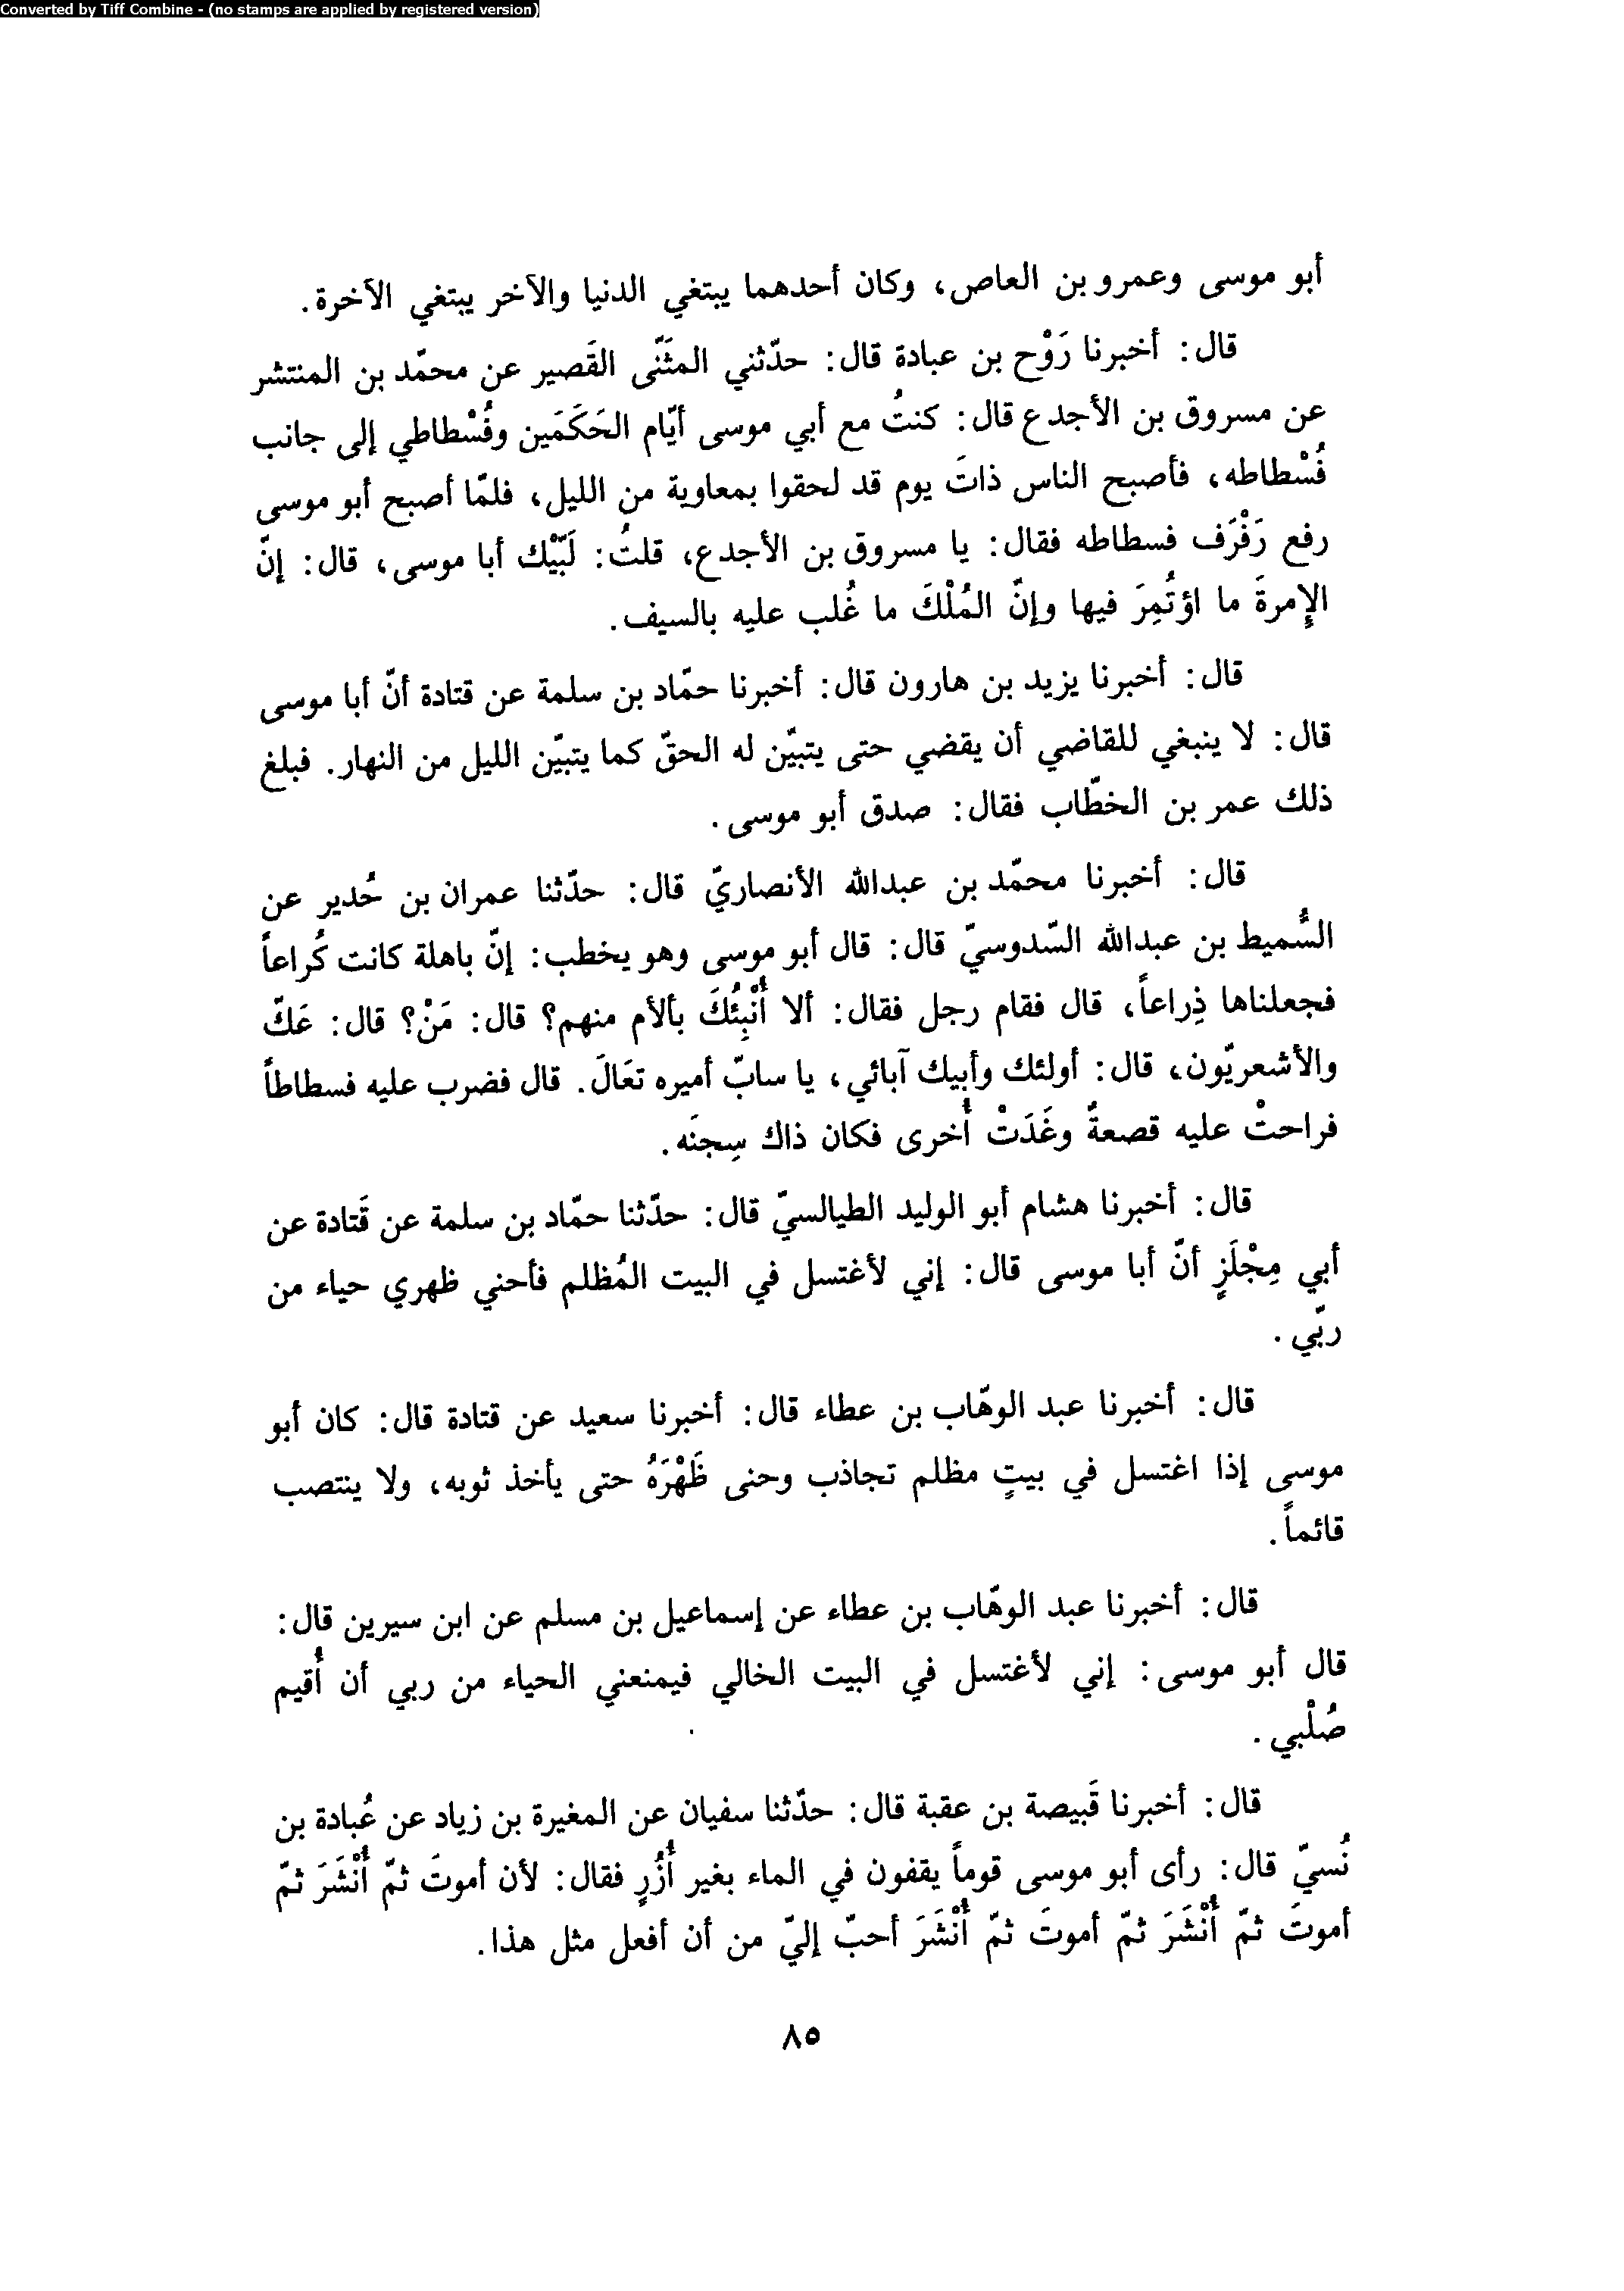 Converted by Tiff Combine - (no stamps are applied by registered version)
أبو موسى وعمرو بن العاص، وكان أحدهما يبتغي الدنيا والآخر يبتغي الآخرة.
قال: أخبرنا رَوْح بن عبادة قال: حدّثني المثَنّى القَصير عن محمّد بن المنتشر
عن مسروق بن الأجدع قال: كنتُ مع أبي موسى أيّام الحَكَمَين وفُسْطاطي إلى جانب
فُسْطاطه، فأصبح الناس ذاتَ يوم قد لحقوا بمعاوية من الليل، فلمّا أصبح أبو موسى
رفع رَفْرَف فسطاطه فقال: يا مسروق بن الأجدع، قلتُ: لَبّيْك أبا موسى، قال: إنّ
الإمرةَ ما اؤتُمِرَ فيها وإنّ المُلْكَ ما غُلب عليه بالسيف.
قال: أخبرنا يزيد بن هارون قال: أخبرنا حمّاد بن سلمة عن قتادة أنّ أبا موسى
قال: لا ينبغي للقاضي أن يقضي حتى يتبيّن له الحقّ كما يتبيّن الليل من النهار. فبلغ
ذلك عمر بن الخطّاب فقال: صدق أبو موسى.
قال: أخبرنا محمّد بن عبدالله الأنصاريّ قال: حدّثنا عمران بن حُدير عن
السُّميط بن عبدالله السّدوسيّ قال: قال أبو موسى وهو يخطب: إنّ باهلة كانت كُراعاً
فجعلناها ذِراعاً، قال فقام رجل فقال: ألا أُنْبِئُكَ بألأم منهم؟ قال: مَنْ؟ قال: عَكّ
والأشعريّون، قال: أولئك وأبيك آبائي، يا سابّ أميره تعَالَ. قال فضرب عليه فسطاطاً
فراحتْ عليه قصعةٌ وغَدَتْ أُخرى فكان ذاك سِجنَه.
قال: أخبرنا هشام أبو الوليد الطيالسيّ قال: حدّثنا حمّاد بن سلمة عن قَتادة عن
أبي مِجْلَزٍ أنّ أبا موسى قال: إني لأغتسل في البيت المُظلم فأحني ظهري حياء من
ربّي.
قال: أخبرنا عبد الوهّاب بن عطاء قال: أخبرنا سعيد عن قتادة قال: كان أبو
موسى إذا اغتسل في بيتٍ مظلم تجاذب وحنى ظَهْرَهُ حتى يأخذ ثوبه، ولا ينتصب
قائماً.
قال: أخبرنا عبد الوهّاب بن عطاء عن إسماعيل بن مسلم عن ابن سيرين قال:
قال أبو موسى: إني لأغتسل في البيت الخالي فيمنعني الحياء من ربي أن أُقيم
صُلْبي.
قال: أخبرنا قَبيصة بن عقبة قال: حدّثنا سفيان عن المغيرة بن زياد عن عُبادة بن
نُسيّ قال: رأى أبو موسى قوماً يقفون في الماء بغير أُزُرٍ فقال: لأن أموتَ ثمّ أُنْشَرَ ثمّ
أموتَ ثمّ أُنْشَرَ ثمّ أموتَ ثمّ أُنْشَرَ أحبّ إليّ من أن أفعل مثل هذا.
٨٥